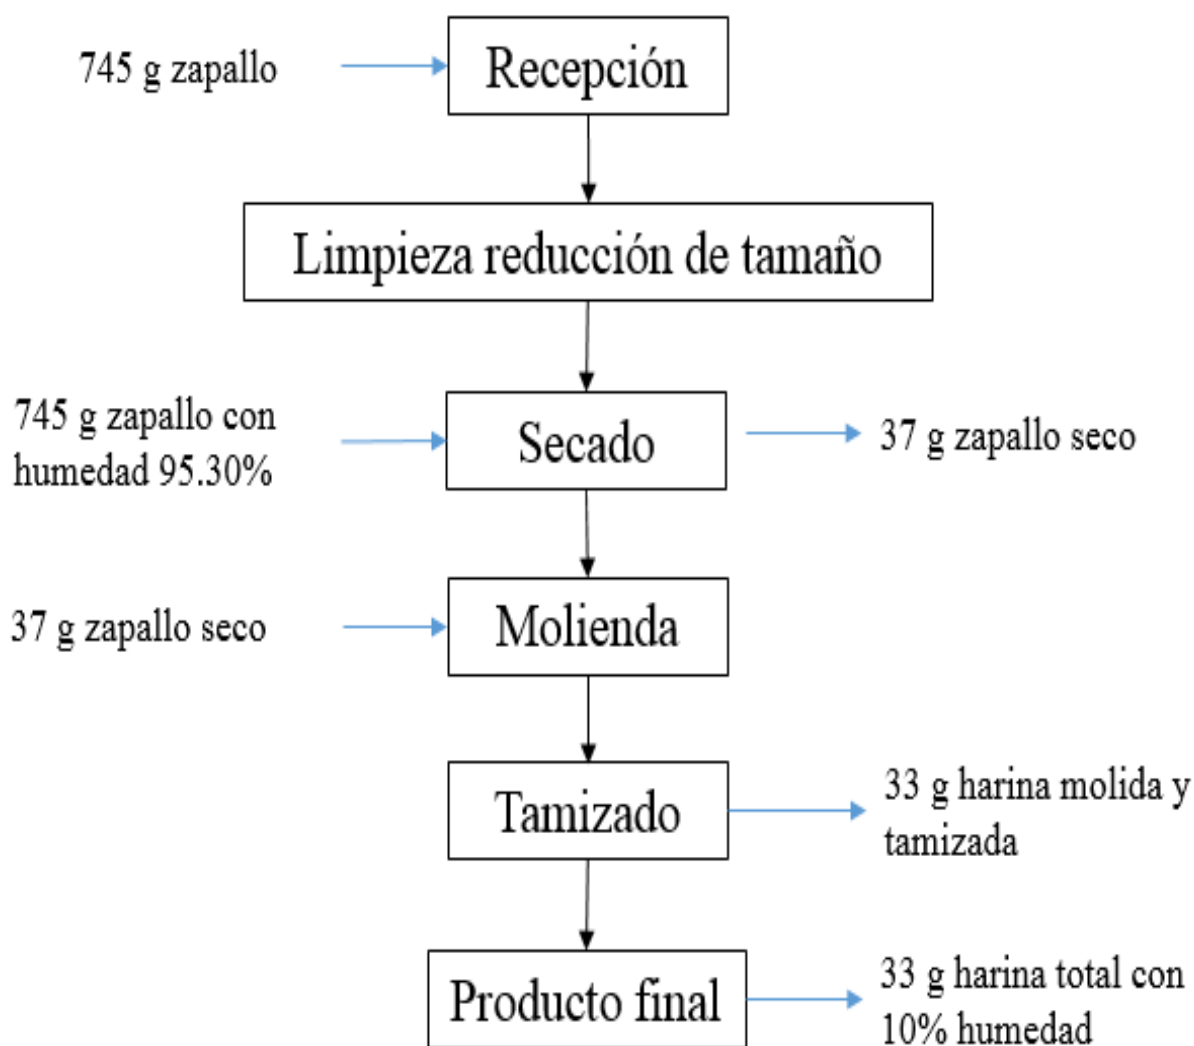 745 g zapallo
Recepción
Limpieza reducción de tamaño
745 g zapallo con
humedad 95.30%
Secado
37 g zapallo seco
37 g zapallo seco
Molienda
Tamizado
33 g harina molida y
tamizada
Producto final
33 g harina total con
10% humedad